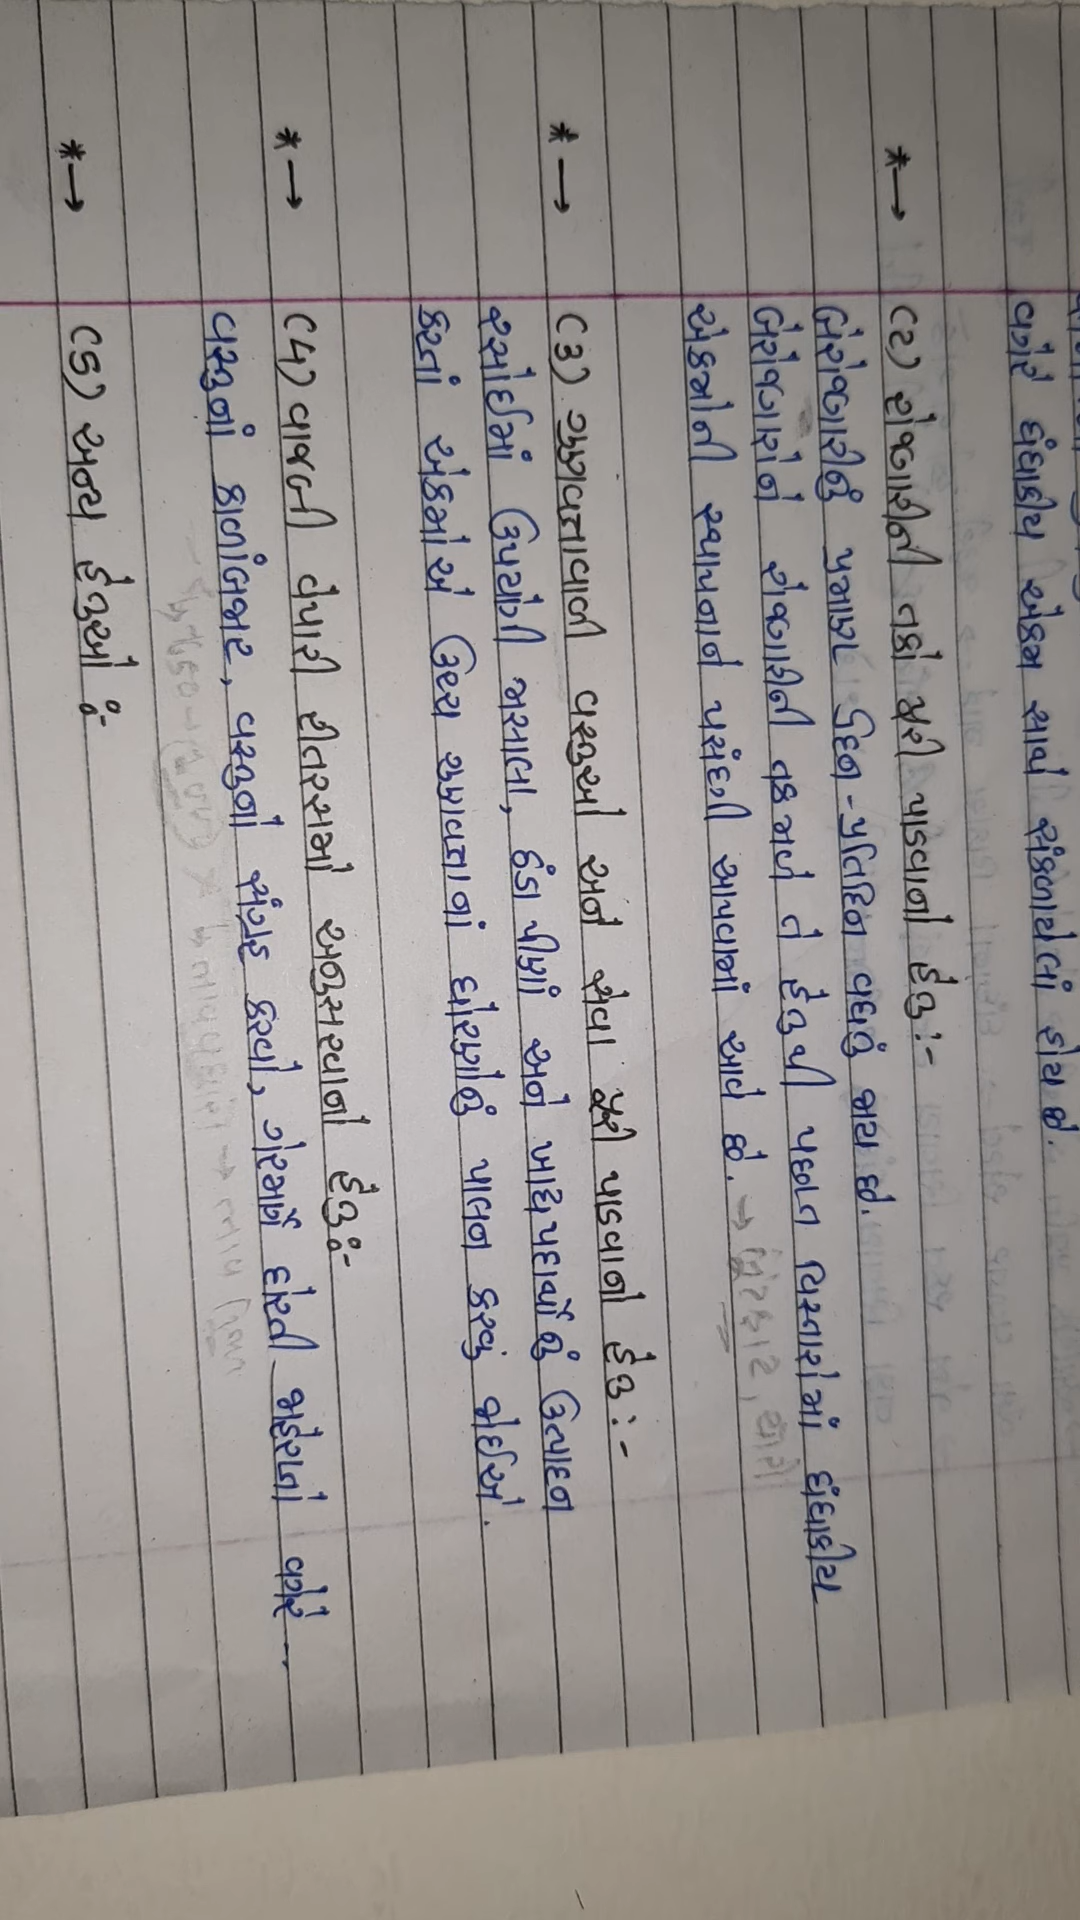 વગેરે ધંધાકીય એકમ સાથે સંકળાયેલાં હોય છે.
*→ (2) રોજગારીની તકો પુરી પાડવાનો હેતુ:-
બેરોજગારીનું પ્રમાણ દિન-પ્રતિદિન વધતું જાય છે.
બેરોજગારોને રોજગારીની તક મળે તે હેતુથી પછાત વિસ્તારોમાં ધંધાકીય
એકમોની સ્થાપનાને પસંદગી આપવામાં આવે છે.
*→ (3) ગુણવત્તાવાળી વસ્તુઓ અને સેવા પુરી પાડવાનો હેતુ:-
રસોઈમાં ઉપયોગી મસાલા, ઠંડા પીણાં અને ખાદ્યપદાર્થોનું ઉત્પાદન
કરતાં એકમોએ ઉચ્ચ ગુણવત્તાનાં ધોરણોનું પાલન કરવું જોઈએ.
*→ (4) વાજબી વેપારી રીતરસમો અનુસરવાનો હેતુ:-
વસ્તુનાં કાળાંબજાર, વસ્તુનો સંગ્રહ કરવો, ગેરમાર્ગે દોરતી જાહેરાતો વગેરે...
*→ (5) અન્ય હેતુઓ :-